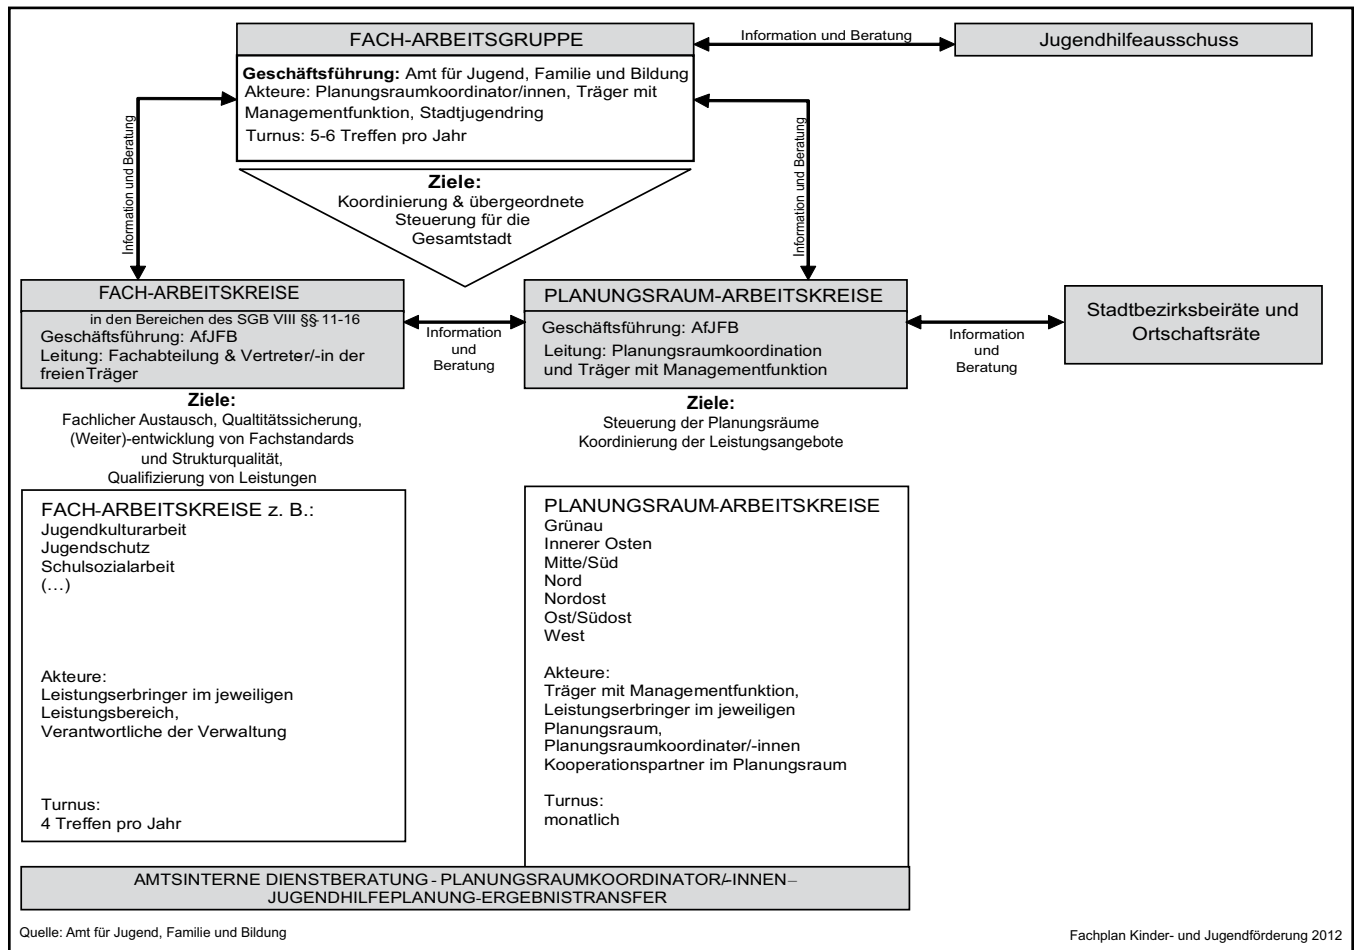 FACH-ARBEITSGRUPPE
Information und Beratung
Jugendhilfeausschuss
Geschäftsführung: Amt für Jugend, Familie und Bildung
Akteure: Planungsraumkoordinator/innen, Träger mit
Managementfunktion, Stadtjugendring
Turnus: 5-6 Treffen pro Jahr
Information und Beratung
Information und Beratung
Ziele:
Koordinierung & übergeordnete
Steuerung für die
Gesamtstadt
FACH-ARBEITSKREISE
in den Bereichen des SGB VIII §§ 11-16
Geschäftsführung: AfJFB
Leitung: Fachabteilung & Vertreter/-in der
freien Träger
Information
und
Beratung
PLANUNGSRAUM-ARBEITSKREISE
Geschäftsführung: AfJFB
Leitung: Planungsraumkoordination
und Träger mit Managementfunktion
Information
und
Beratung
Stadtbezirksbeiräte und
Ortschaftsräte
Ziele:
Fachlicher Austausch, Qualtitätssicherung,
(Weiter)-entwicklung von Fachstandards
und Strukturqualität,
Qualifizierung von Leistungen
Ziele:
Steuerung der Planungsräume
Koordinierung der Leistungsangebote
FACH-ARBEITSKREISE z. B.:
Jugendkulturarbeit
Jugendschutz
Schulsozialarbeit
(…)
Akteure:
Leistungserbringer im jeweiligen
Leistungsbereich,
Verantwortliche der Verwaltung
Turnus:
4 Treffen pro Jahr
PLANUNGSRAUM-ARBEITSKREISE
Grünau
Innerer Osten
Mitte/Süd
Nord
Nordost
Ost/Südost
West
Akteure:
Träger mit Managementfunktion,
Leistungserbringer im jeweiligen
Planungsraum,
Planungsraumkoordinator/-innen
Kooperationspartner im Planungsraum
Turnus:
monatlich
AMTSINTERNE DIENSTBERATUNG - PLANUNGSRAUMKOORDINATOR/-INNEN–
JUGENDHILFEPLANUNG-ERGEBNISTRANSFER
Quelle: Amt für Jugend, Familie und Bildung
Fachplan Kinder- und Jugendförderung 2012